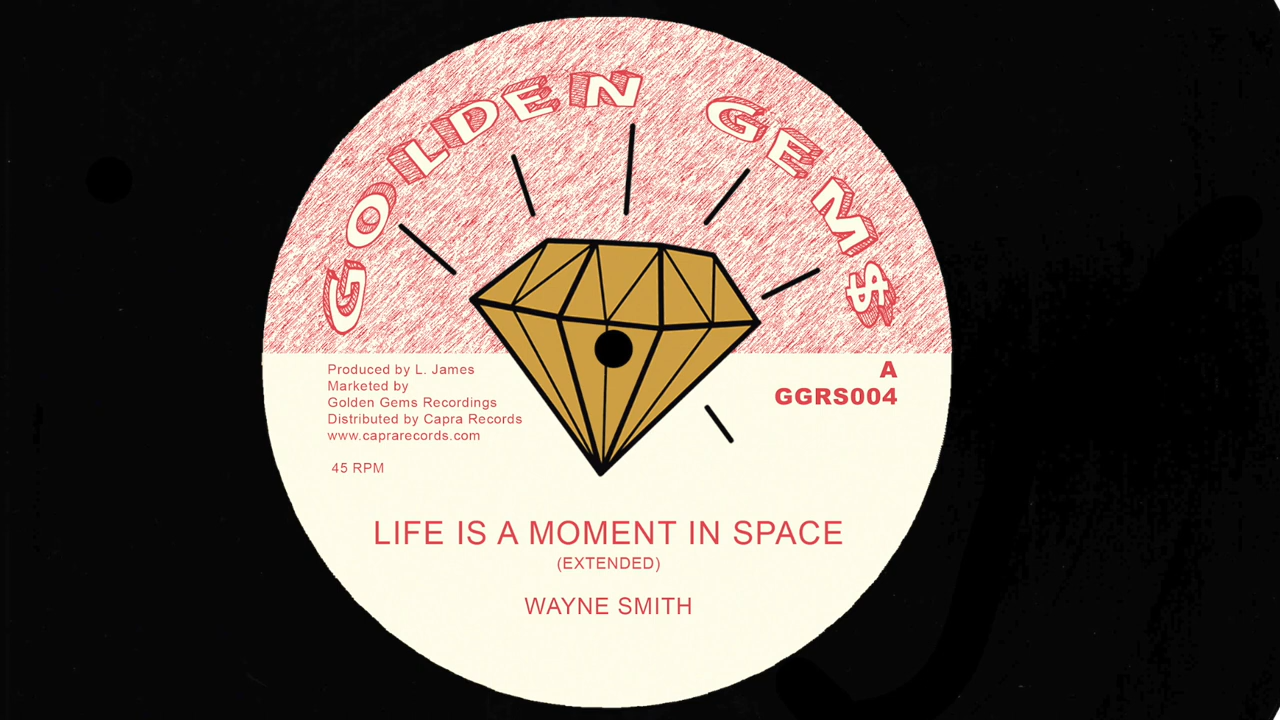 GOLDEN GEM$
Produced by L. James
Marketed by
Golden Gems Recordings
Distributed by Capra Records
www.caprarecords.com
45 RPM
A
GGRS004
LIFE IS A MOMENT IN SPACE
(EXTENDED)
WAYNE SMITH